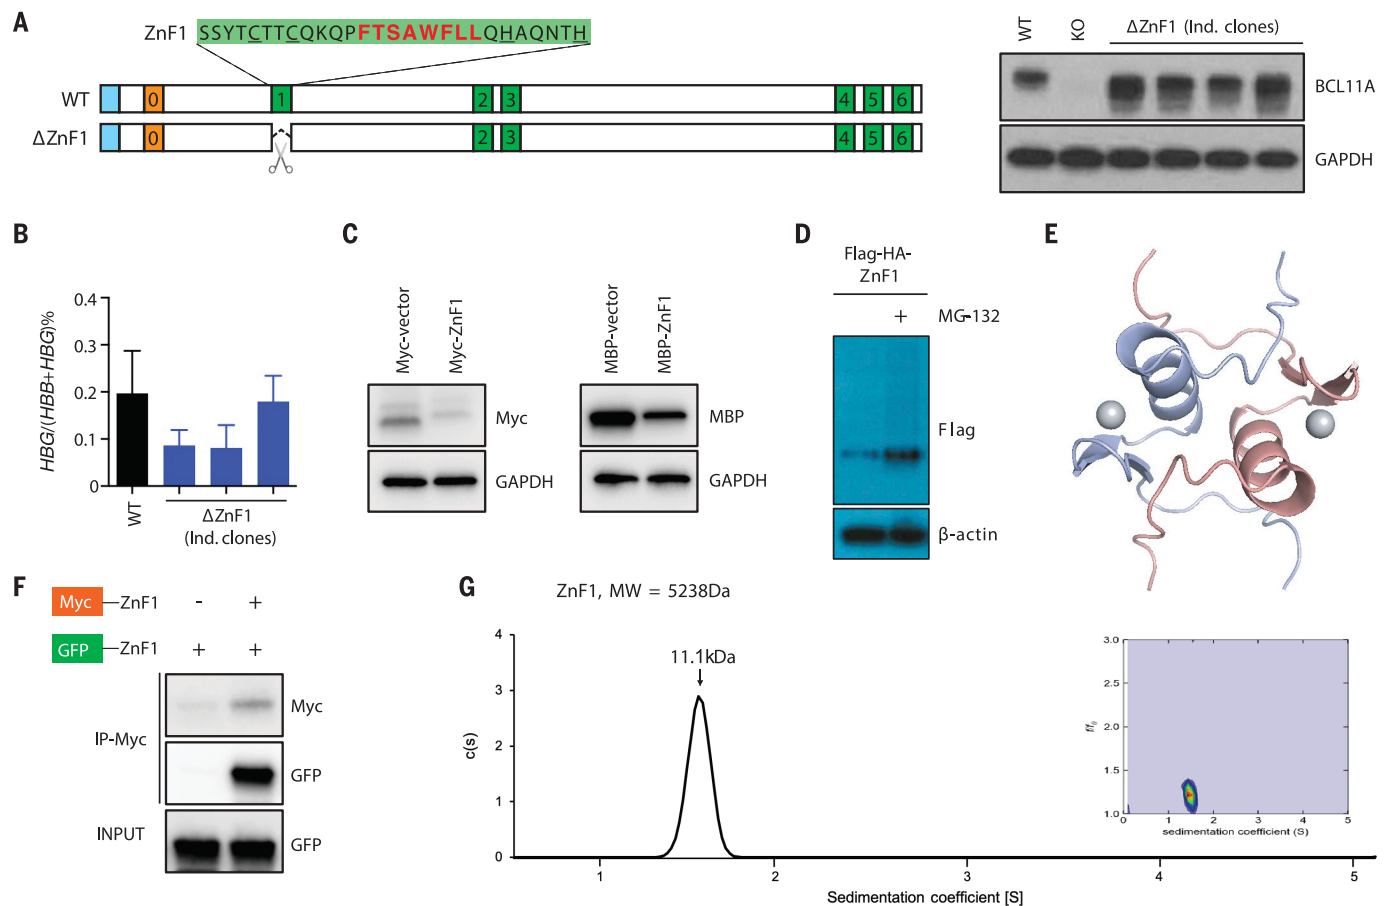 A
ZnF1 SSYTCTTCQKQPFTSAWFLLQHAQNTH
WT 0 1 2 3 4 5 6
ΔZnF1 0 2 3 4 5 6
WT KO ΔZnF1 (Ind. clones)
BCL11A
GAPDH
B
HBG/(HBB+HBG)%
0.4
0.3
0.2
0.1
0
WT
ΔZnF1
(Ind. clones)
C
Myc-vector Myc-ZnF1
Myc
GAPDH
MBP-vector MBP-ZnF1
MBP
GAPDH
D
Flag-HA-
ZnF1
+ MG-132
Flag
β-actin
E
F
Myc —ZnF1 - +
GFP —ZnF1 + +
IP-Myc
Myc
GFP
INPUT
GFP
G
ZnF1, MW = 5238Da
11.1kDa
c(s)
4
3
2
1
0
1 2 3 4 5
Sedimentation coefficient [S]
f/f0
3.0
2.5
2.0
1.5
1.0
0 1 2 3 4 5
sedimentation coefficient (S)